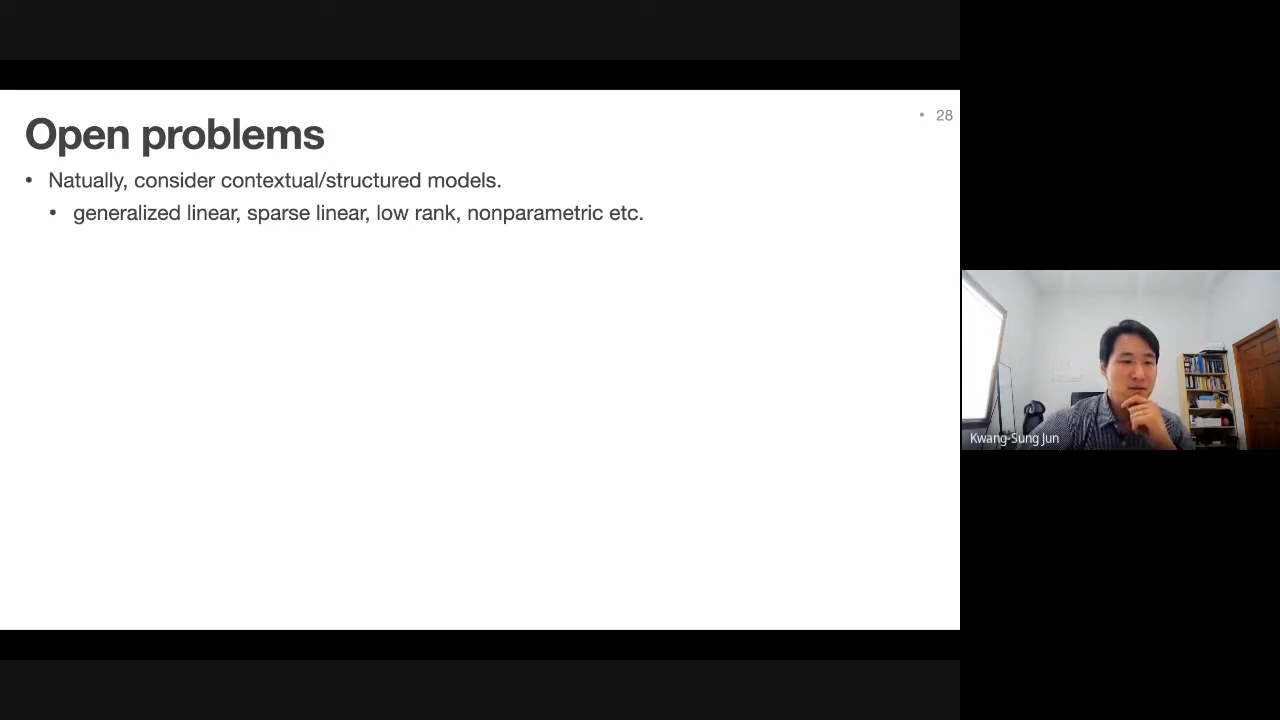 Open problems
• 28
• Natually, consider contextual/structured models.
• generalized linear, sparse linear, low rank, nonparametric etc.
Kwang-Sung Jun